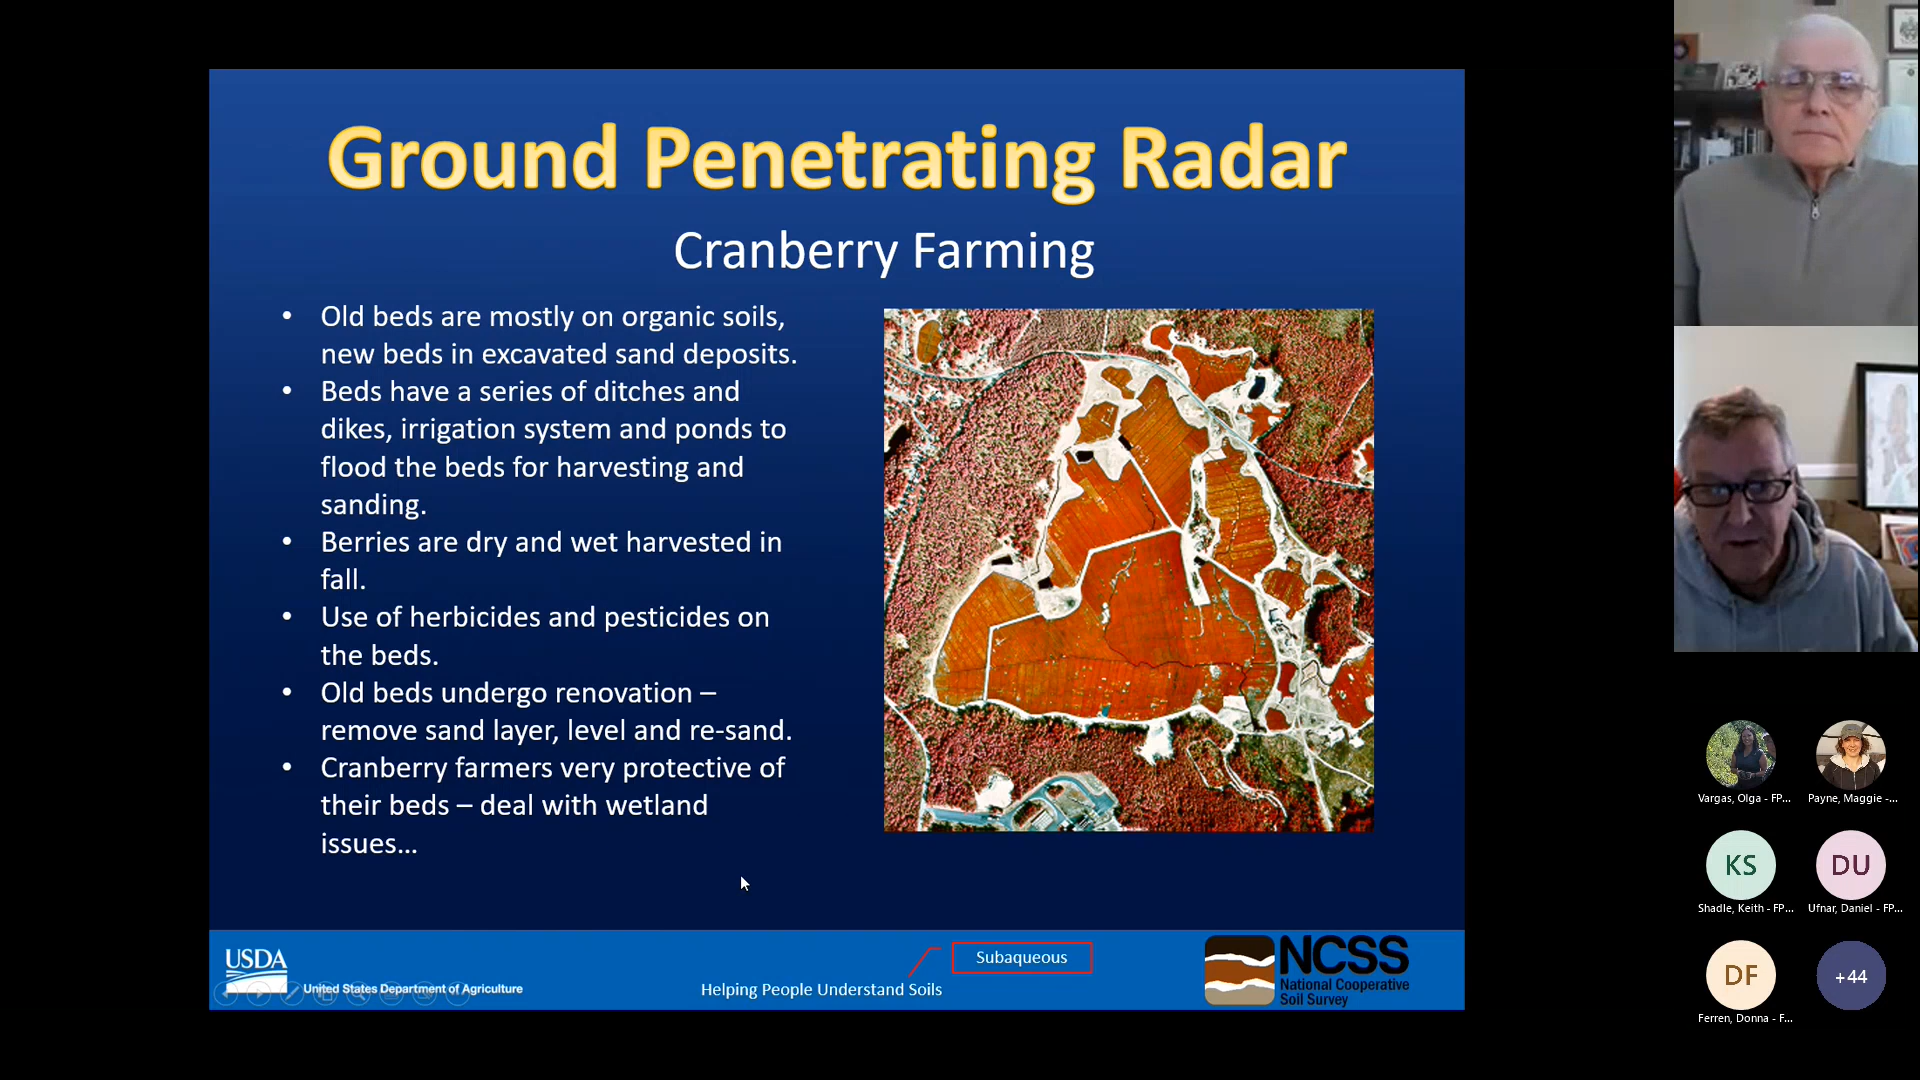 Ground Penetrating Radar
Cranberry Farming
• Old beds are mostly on organic soils,
new beds in excavated sand deposits.
• Beds have a series of ditches and
dikes, irrigation system and ponds to
flood the beds for harvesting and
sanding.
• Berries are dry and wet harvested in
fall.
• Use of herbicides and pesticides on
the beds.
• Old beds undergo renovation –
remove sand layer, level and re-sand.
• Cranberry farmers very protective of
their beds – deal with wetland
issues…
USDA
United States Department of Agriculture
Subaqueous
Helping People Understand Soils
NCSS
National Cooperative
Soil Survey
Vargas, Olga - FP...
Payne, Maggie -...
KS
DU
Shadle, Keith - FP...
Ufnar, Daniel - FP...
DF
+44
Ferren, Donna - F...